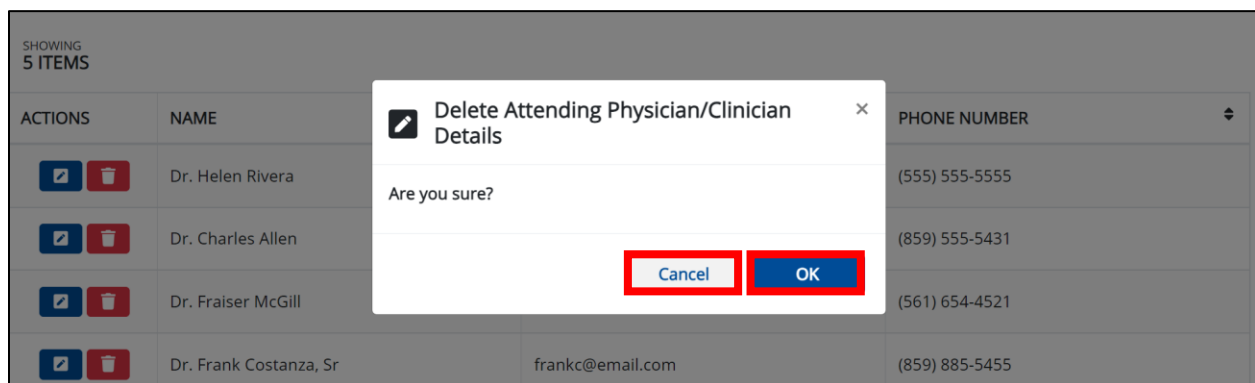 SHOWING
5 ITEMS
ACTIONS NAME PHONE NUMBER
Delete Attending Physician/Clinician
Details
×
Are you sure?
Cancel OK
Dr. Helen Rivera (555) 555-5555
Dr. Charles Allen (859) 555-5431
Dr. Fraiser McGill (561) 654-4521
Dr. Frank Costanza, Sr frankc@email.com (859) 885-5455